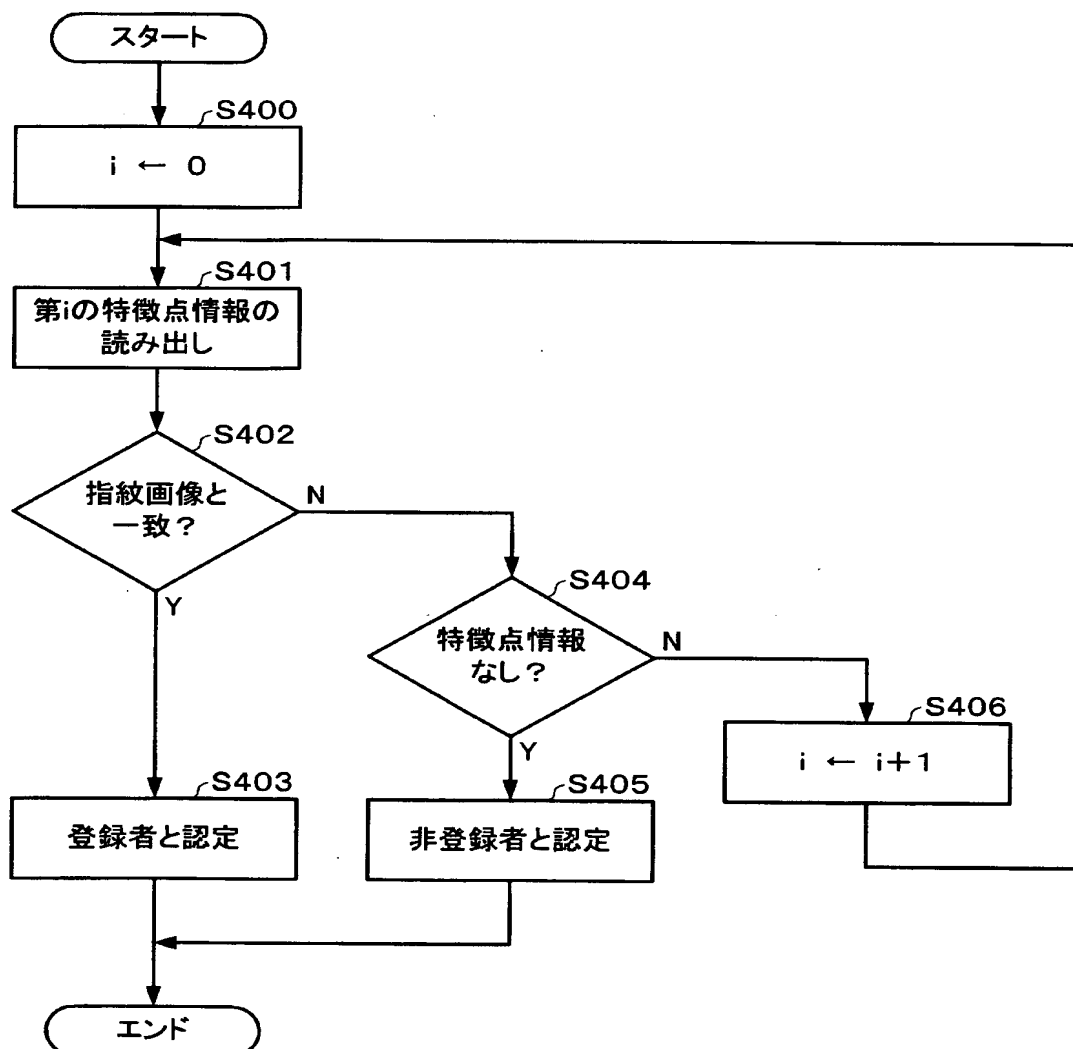 スタート
S400
i ← 0
S401
第iの特徴点情報の
読み出し
S402
指紋画像と
一致?
N
Y
S404
特徴点情報
なし?
N
Y
S406
i ← i+1
S403
登録者と認定
S405
非登録者と認定
エンド